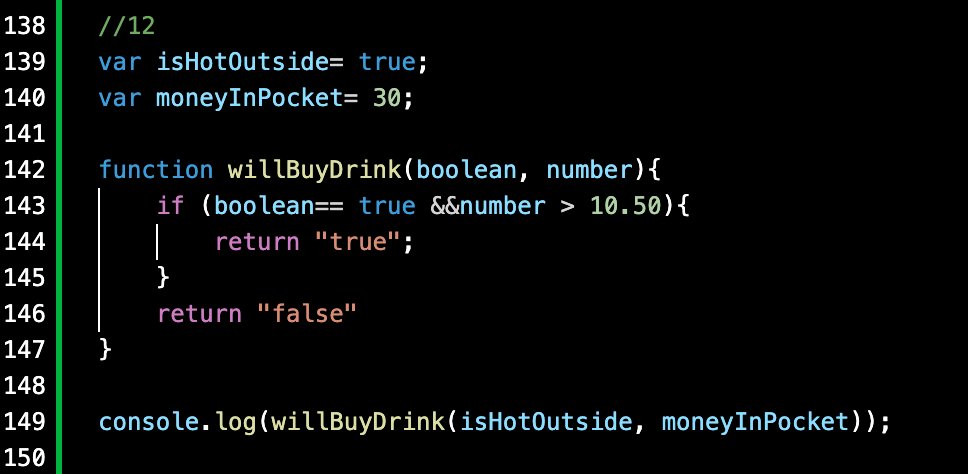 138 //12
139 var isHotOutside= true;
140 var moneyInPocket= 30;
141
142 function willBuyDrink(boolean, number){
143     if (boolean== true &&number > 10.50){
144         return "true";
145     }
146     return "false"
147 }
148
149 console.log(willBuyDrink(isHotOutside, moneyInPocket));
150